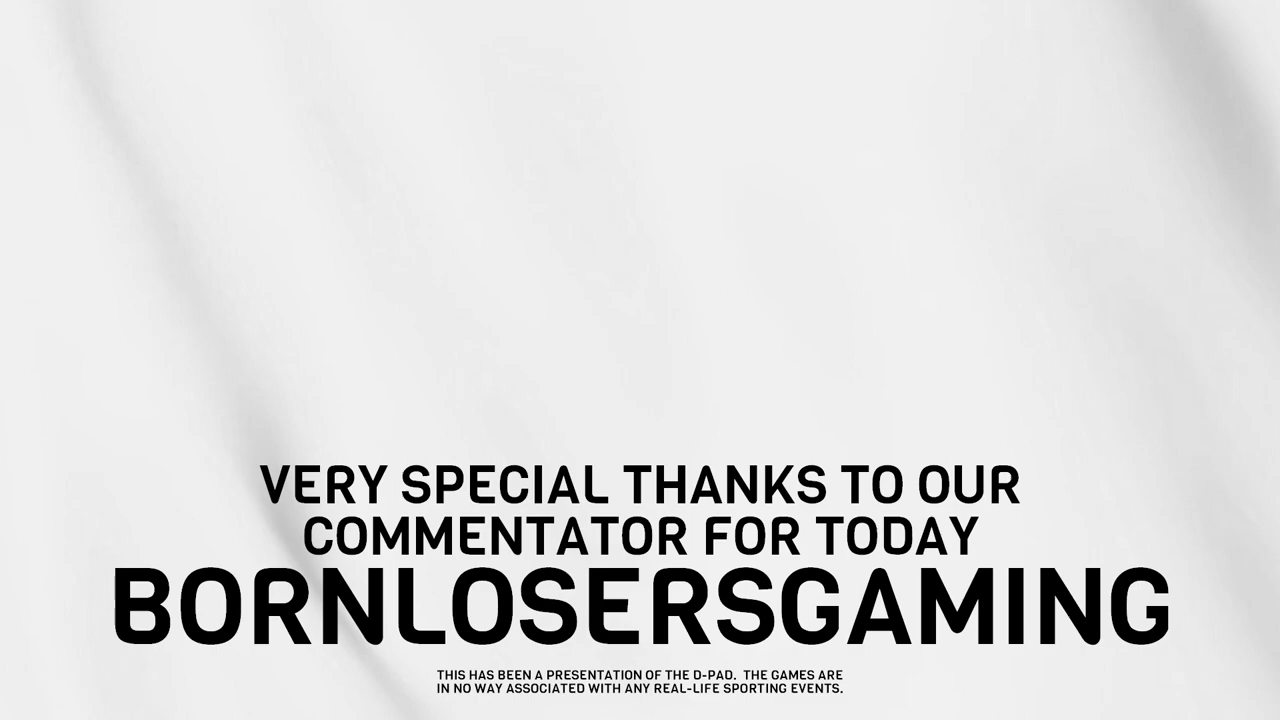 VERY SPECIAL THANKS TO OUR
COMMENTATOR FOR TODAY
BORNLOSERSGAMING
THIS HAS BEEN A PRESENTATION OF THE D-PAD. THE GAMES ARE
IN NO WAY ASSOCIATED WITH ANY REAL-LIFE SPORTING EVENTS.